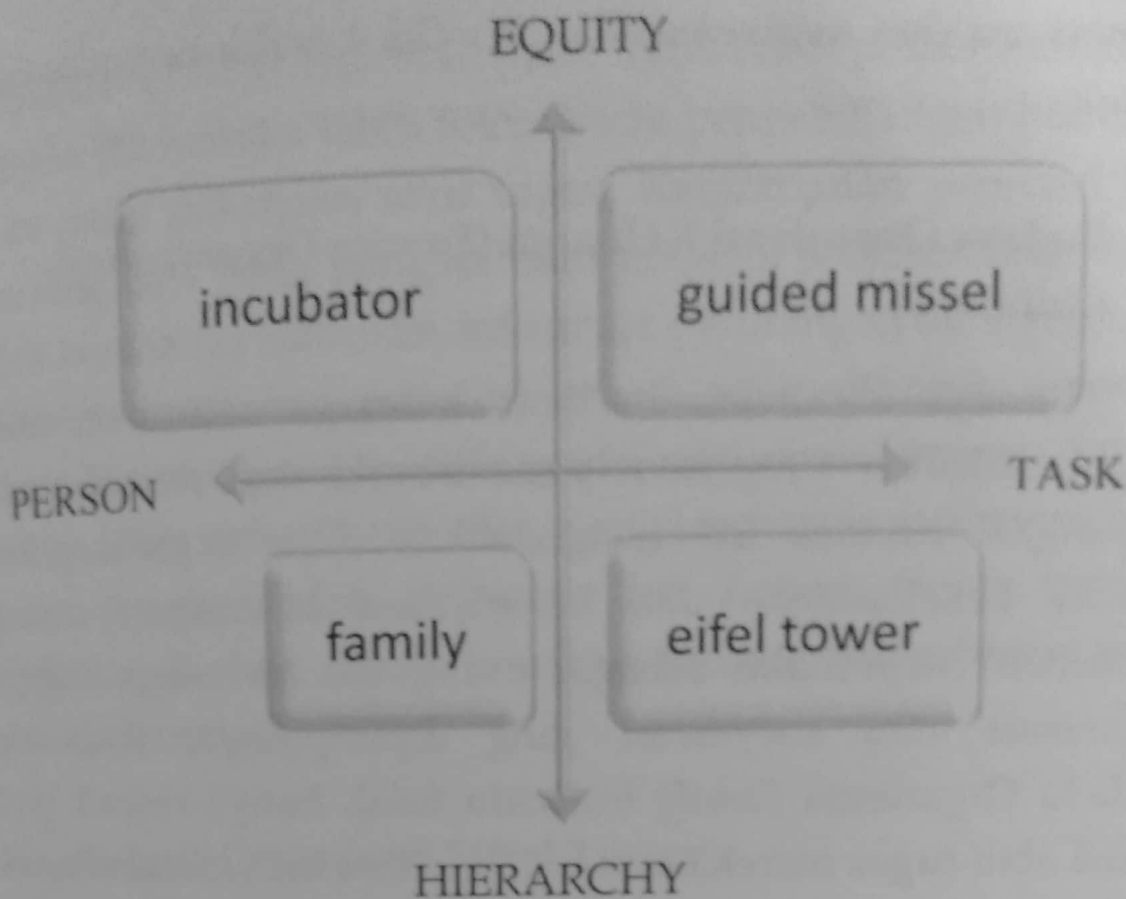 EQUITY
incubator
guided missel
PERSON
TASK
family
eifel tower
HIERARCHY